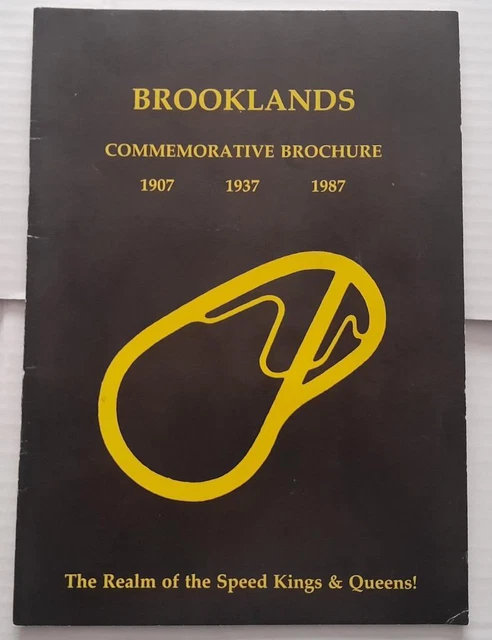 BROOKLANDS
COMMEMORATIVE BROCHURE
1907 1937 1987
The Realm of the Speed Kings & Queens!